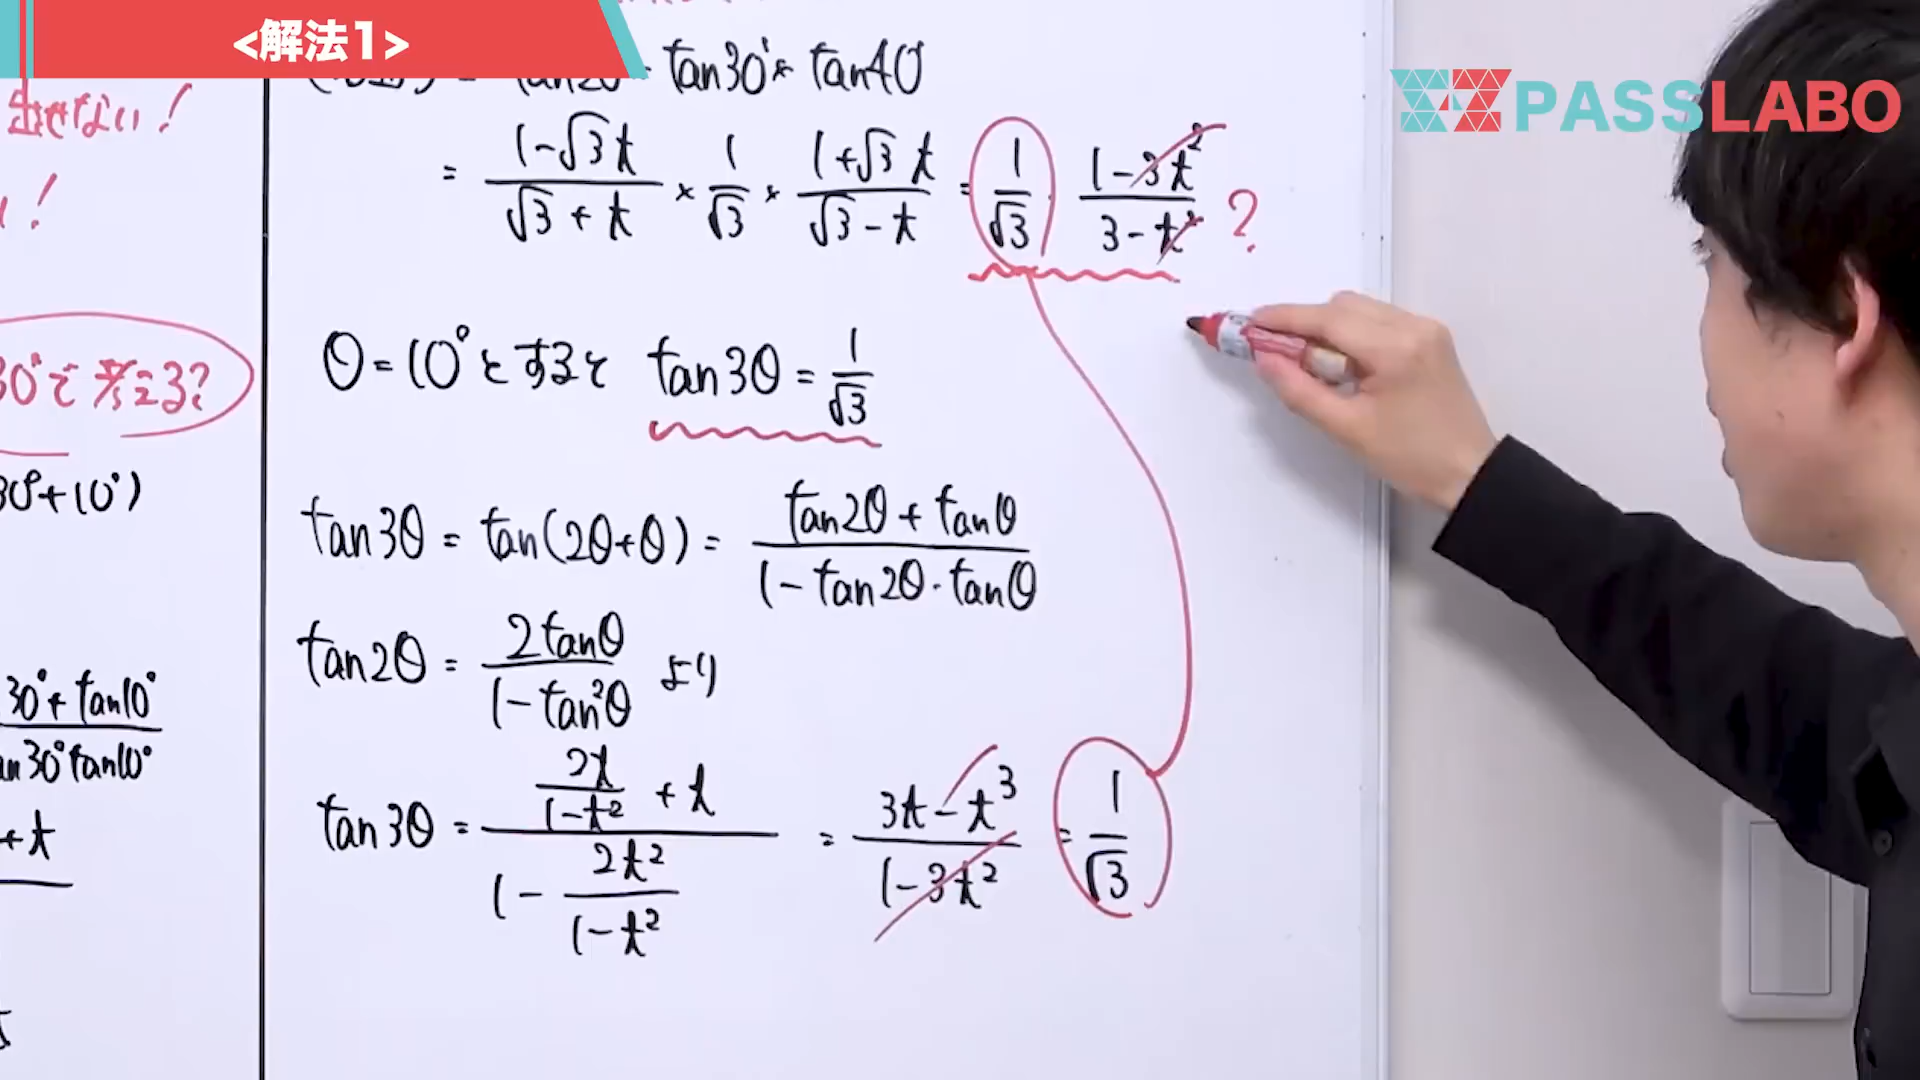 <解法1>
PASSLABO
出せない!
!
30°で考える?
30°+10°)
30°+tan10°
tan30°tan10°
+t
= tan20°・tan30°× tan40°
= (1-√3t)/(√3+t) × 1/√3 × (1+√3t)/(√3-t) = 1/√3・(1-3t²)/(3-t²) ?
θ=10°とすると tan3θ = 1/√3
tan3θ = tan(2θ+θ) = (tan2θ+tanθ)/(1-tan2θ・tanθ)
tan2θ = 2tanθ/(1-tan²θ) より
tan3θ = (2t/(1-t²)+t)/(1-2t²/(1-t²)) = (3t-t³)/(1-3t²) = 1/√3